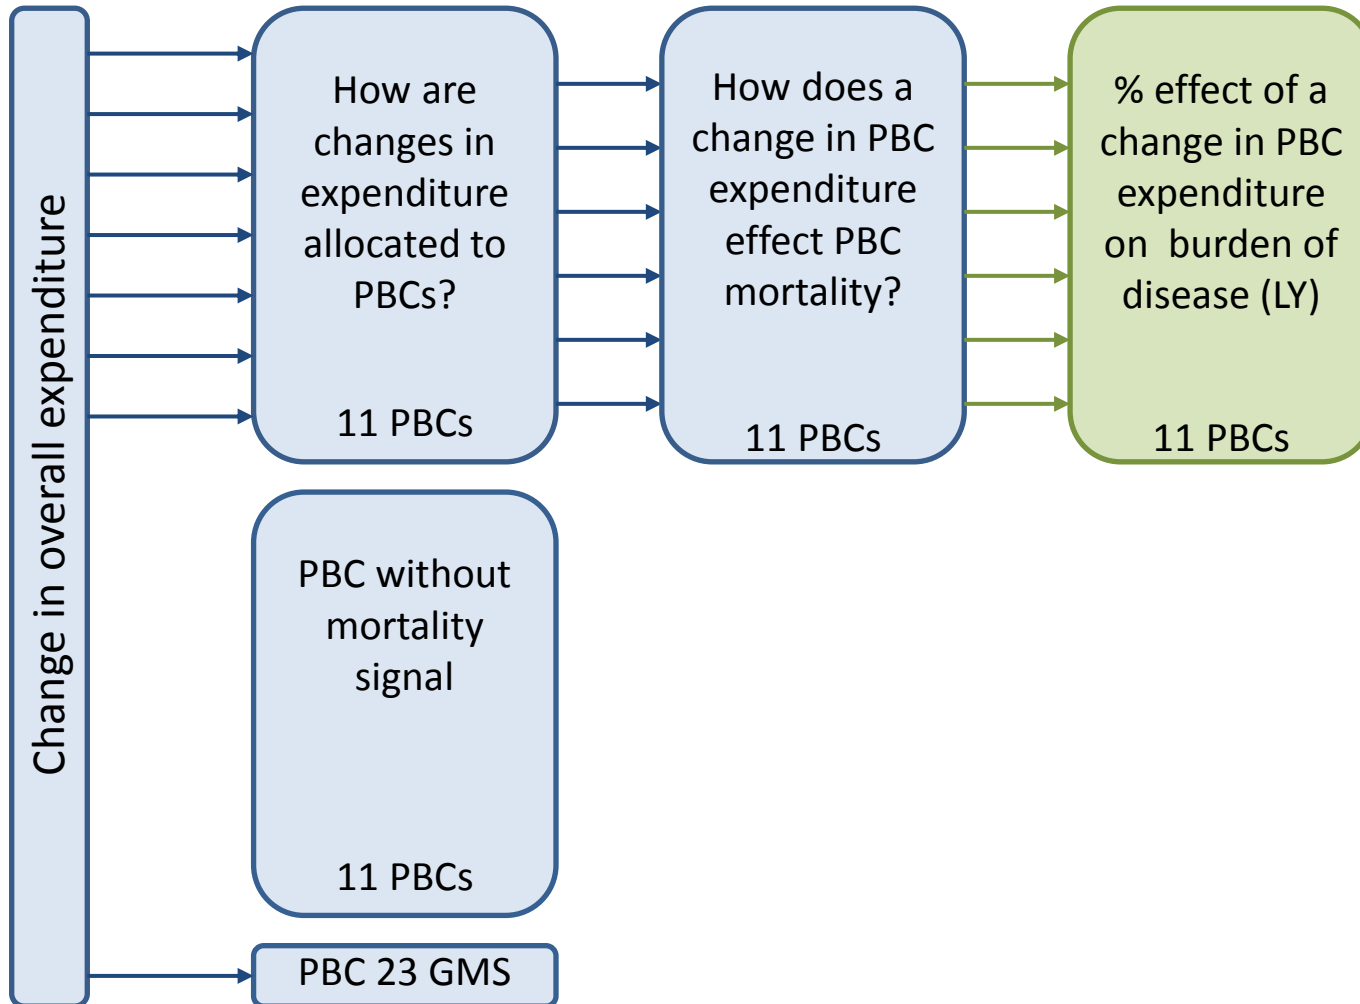 Change in overall expenditure
How are
changes in
expenditure
allocated to
PBCs?
11 PBCs
How does a
change in PBC
expenditure
effect PBC
mortality?
11 PBCs
% effect of a
change in PBC
expenditure
on burden of
disease (LY)
11 PBCs
PBC without
mortality
signal
11 PBCs
PBC 23 GMS